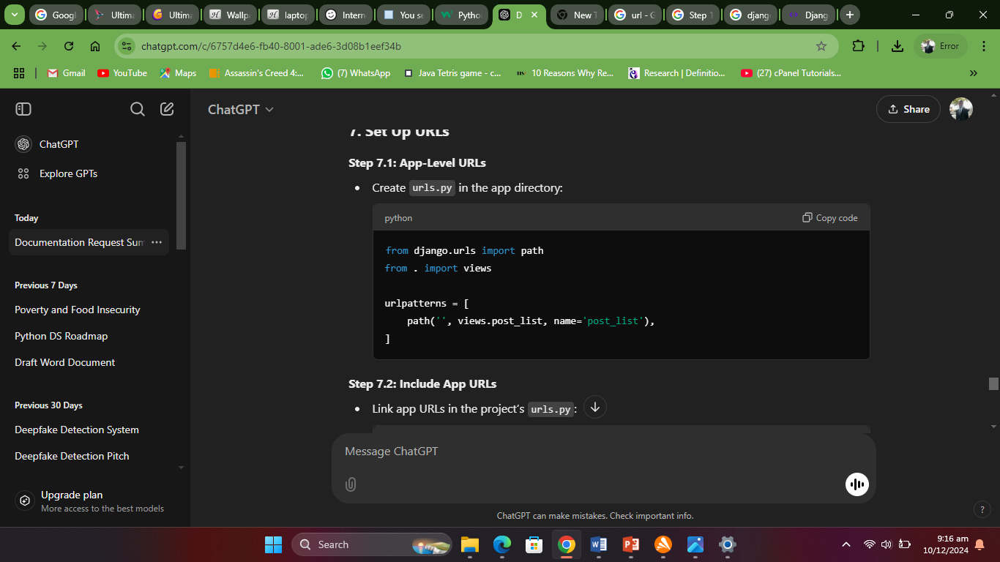 Googl
Ultima
Ultima
Wallpa
laptop
Intern
You se
Python
D
New T
url - G
Step 1
djang
Djang
chatgpt.com/c/6757d4e6-fb40-8001-ade6-3d08b1eef34b
Error
Gmail
YouTube
Maps
Assassin's Creed 4:...
(7) WhatsApp
Java Tetris game - c...
10 Reasons Why Re...
Research | Definitio...
(27) cPanel Tutorials...
ChatGPT
Share
ChatGPT
Explore GPTs
Today
Documentation Request Sum
Previous 7 Days
Poverty and Food Insecurity
Python DS Roadmap
Draft Word Document
Previous 30 Days
Deepfake Detection System
Deepfake Detection Pitch
Upgrade plan
More access to the best models
7. Set Up URLs
Step 7.1: App-Level URLs
• Create urls.py in the app directory:
python
Copy code
from django.urls import path
from . import views
urlpatterns = [
path('', views.post_list, name='post_list'),
]
Step 7.2: Include App URLs
• Link app URLs in the project's urls.py:
Message ChatGPT
ChatGPT can make mistakes. Check important info.
?
Search
9:16 am
10/12/2024